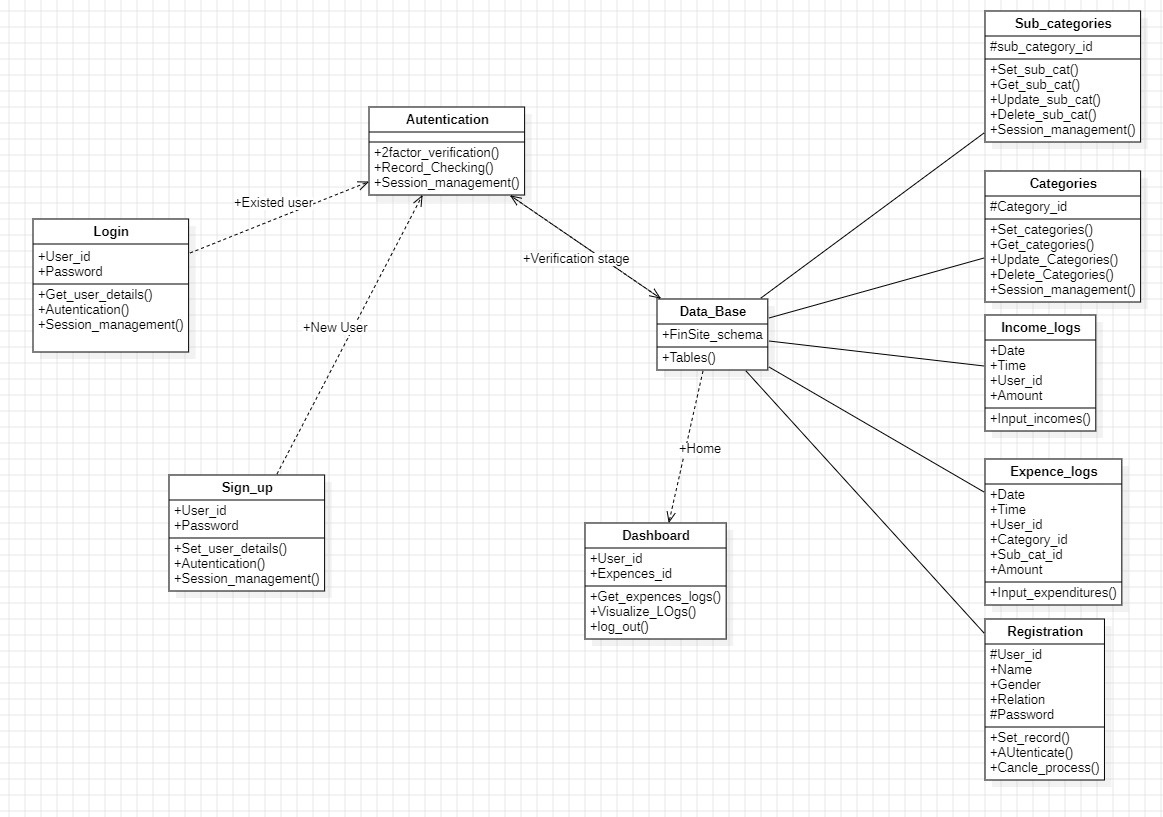 Sub_categories
#sub_category_id
+Set_sub_cat()
+Get_sub_cat()
+Update_sub_cat()
+Delete_sub_cat()
+Session_management()
Autentication
+2factor_verification()
+Record_Checking()
+Session_management()
Categories
#Category_id
+Set_categories()
+Get_categories()
+Update_Categories()
+Delete_Categories()
+Session_management()
+Existed user
Login
+User_id
+Password
+Get_user_details()
+Autentication()
+Session_management()
+Verification stage
+New User
Data_Base
+FinSite_schema
+Tables()
Income_logs
+Date
+Time
+User_id
+Amount
+Input_incomes()
+Home
Expence_logs
+Date
+Time
+User_id
+Category_id
+Sub_cat_id
+Amount
+Input_expenditures()
Sign_up
+User_id
+Password
+Set_user_details()
+Autentication()
+Session_management()
Dashboard
+User_id
+Expences_id
+Get_expences_logs()
+Visualize_LOgs()
+log_out()
Registration
#User_id
+Name
+Gender
+Relation
#Password
+Set_record()
+AUtenticate()
+Cancle_process()